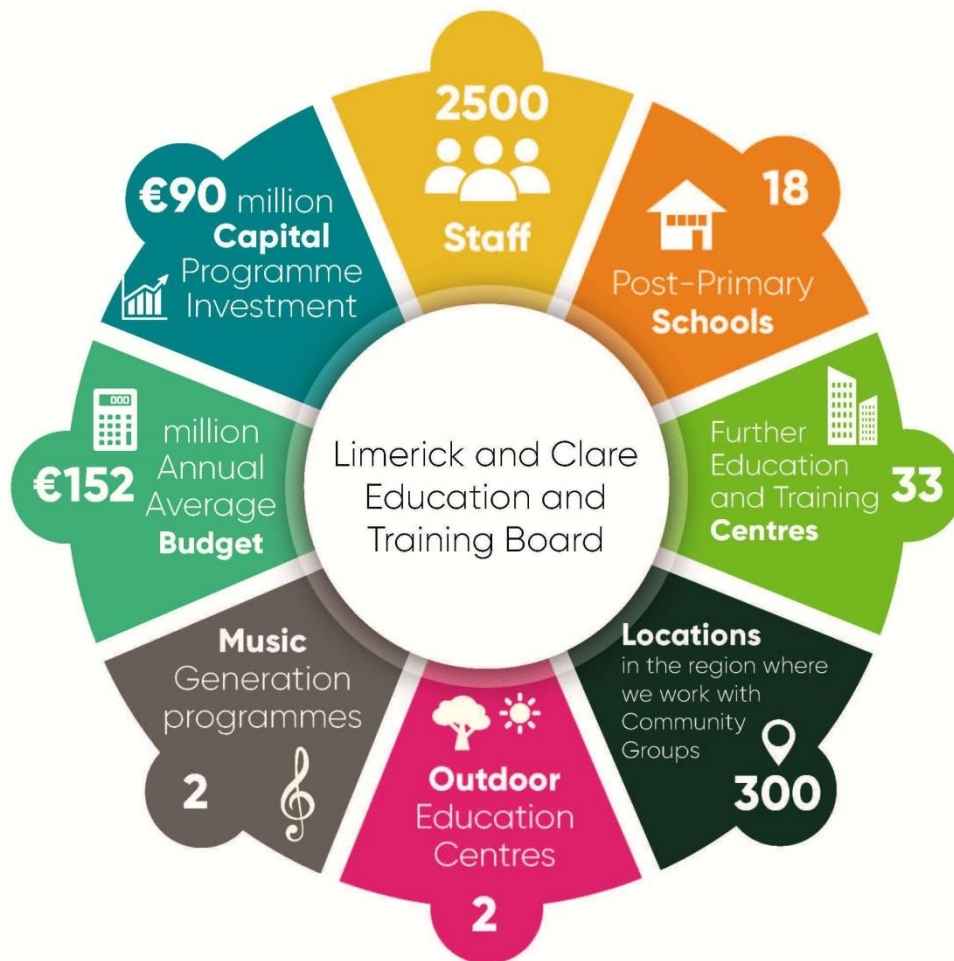 2500
Staff
18
Post-Primary
Schools
Further
Education
and Training
Centres
33
Locations
in the region where
we work with
Community
Groups
300
Outdoor
Education
Centres
2
Music
Generation
programmes
2
million
Annual
€152 Average
Budget
€90 million
Capital
Programme
Investment
Limerick and Clare
Education and
Training Board
000